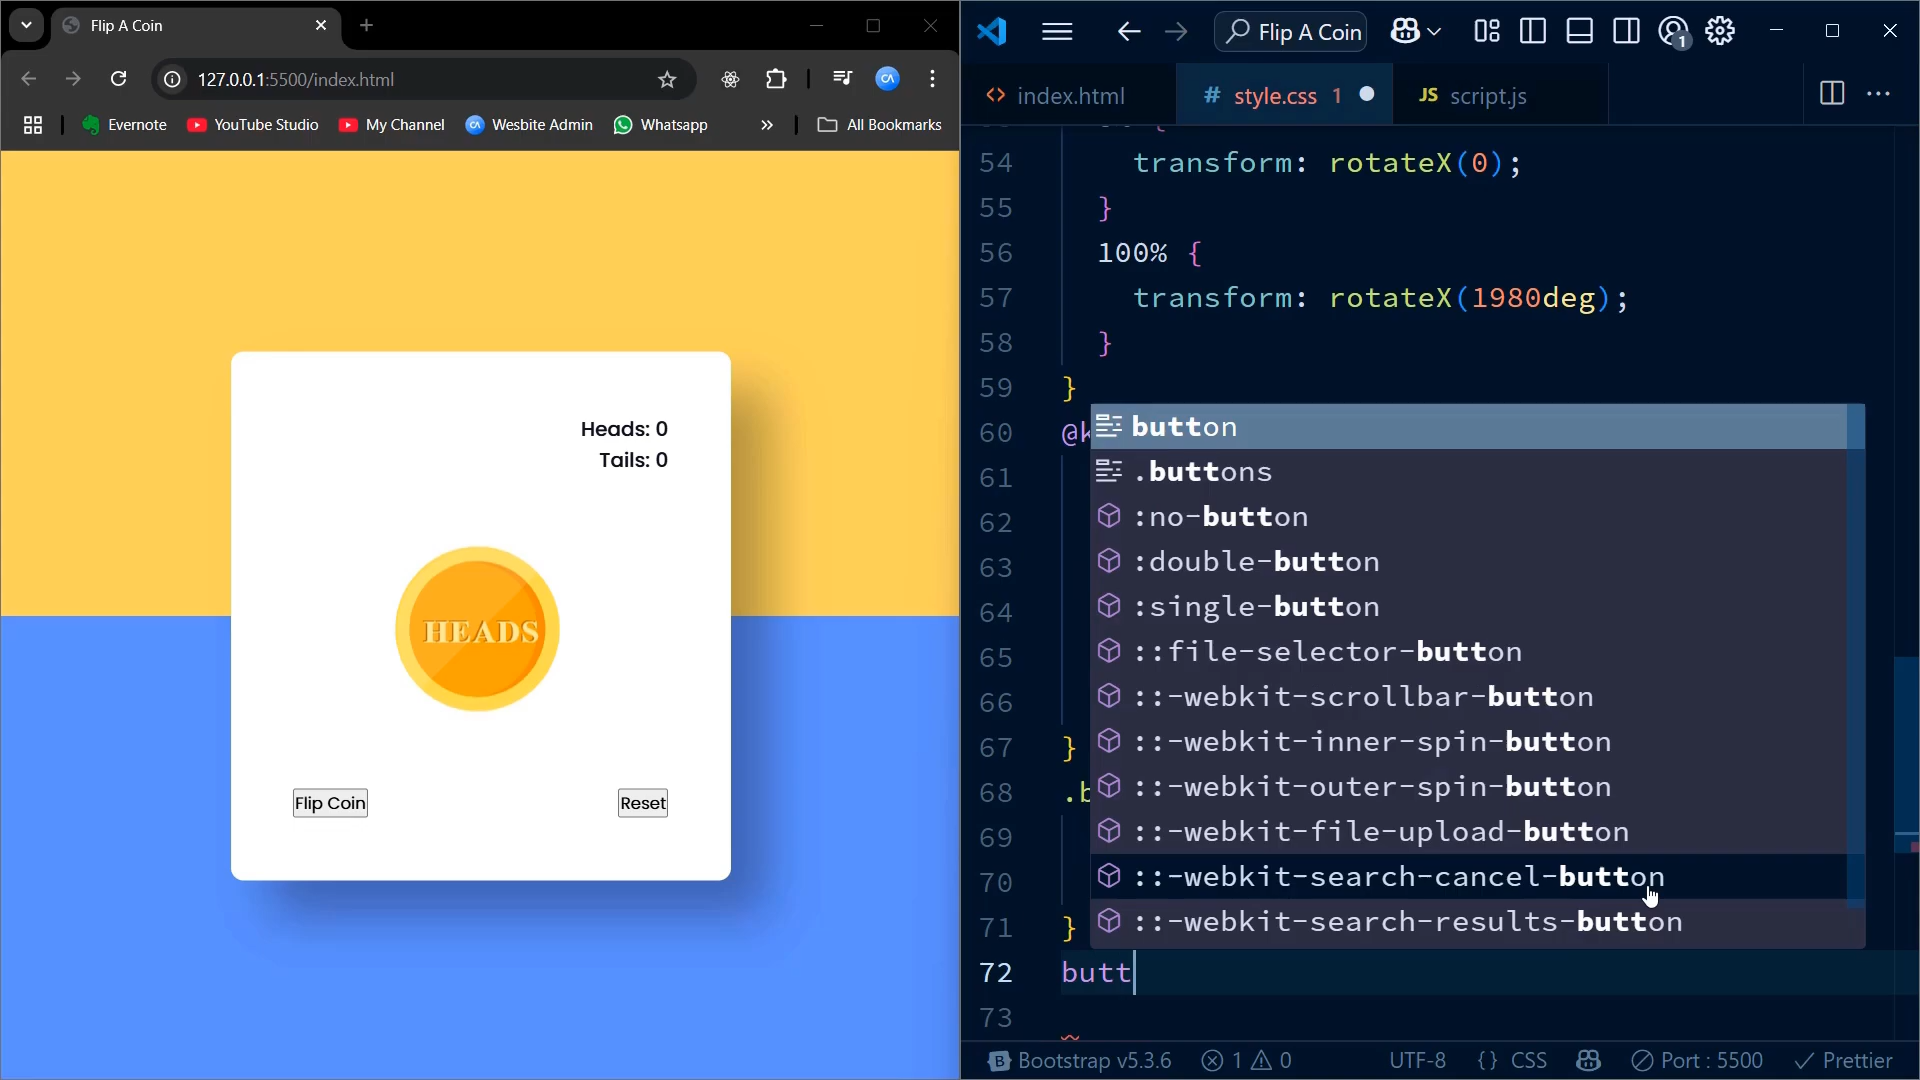 Flip A Coin
127.0.0.1:5500/index.html
CA
Evernote
YouTube Studio
My Channel
CA
Wesbite Admin
Whatsapp
All Bookmarks
Heads: 0
Tails: 0
HEADS
Flip Coin
Reset
Flip A Coin
1
<> index.html
# style.css 1
JS script.js
54 transform: rotateX(0);
55 }
56 100% {
57 transform: rotateX(1980deg);
58 }
59 }
60 @k
61
62
63
64
65
66
67 }
68 .b
69
70
71 }
72 butt
73
button
.buttons
:no-button
:double-button
:single-button
::file-selector-button
::-webkit-scrollbar-button
::-webkit-inner-spin-button
::-webkit-outer-spin-button
::-webkit-file-upload-button
::-webkit-search-cancel-button
::-webkit-search-results-button
B Bootstrap v5.3.6
1
0
UTF-8
{} CSS
Port : 5500
Prettier